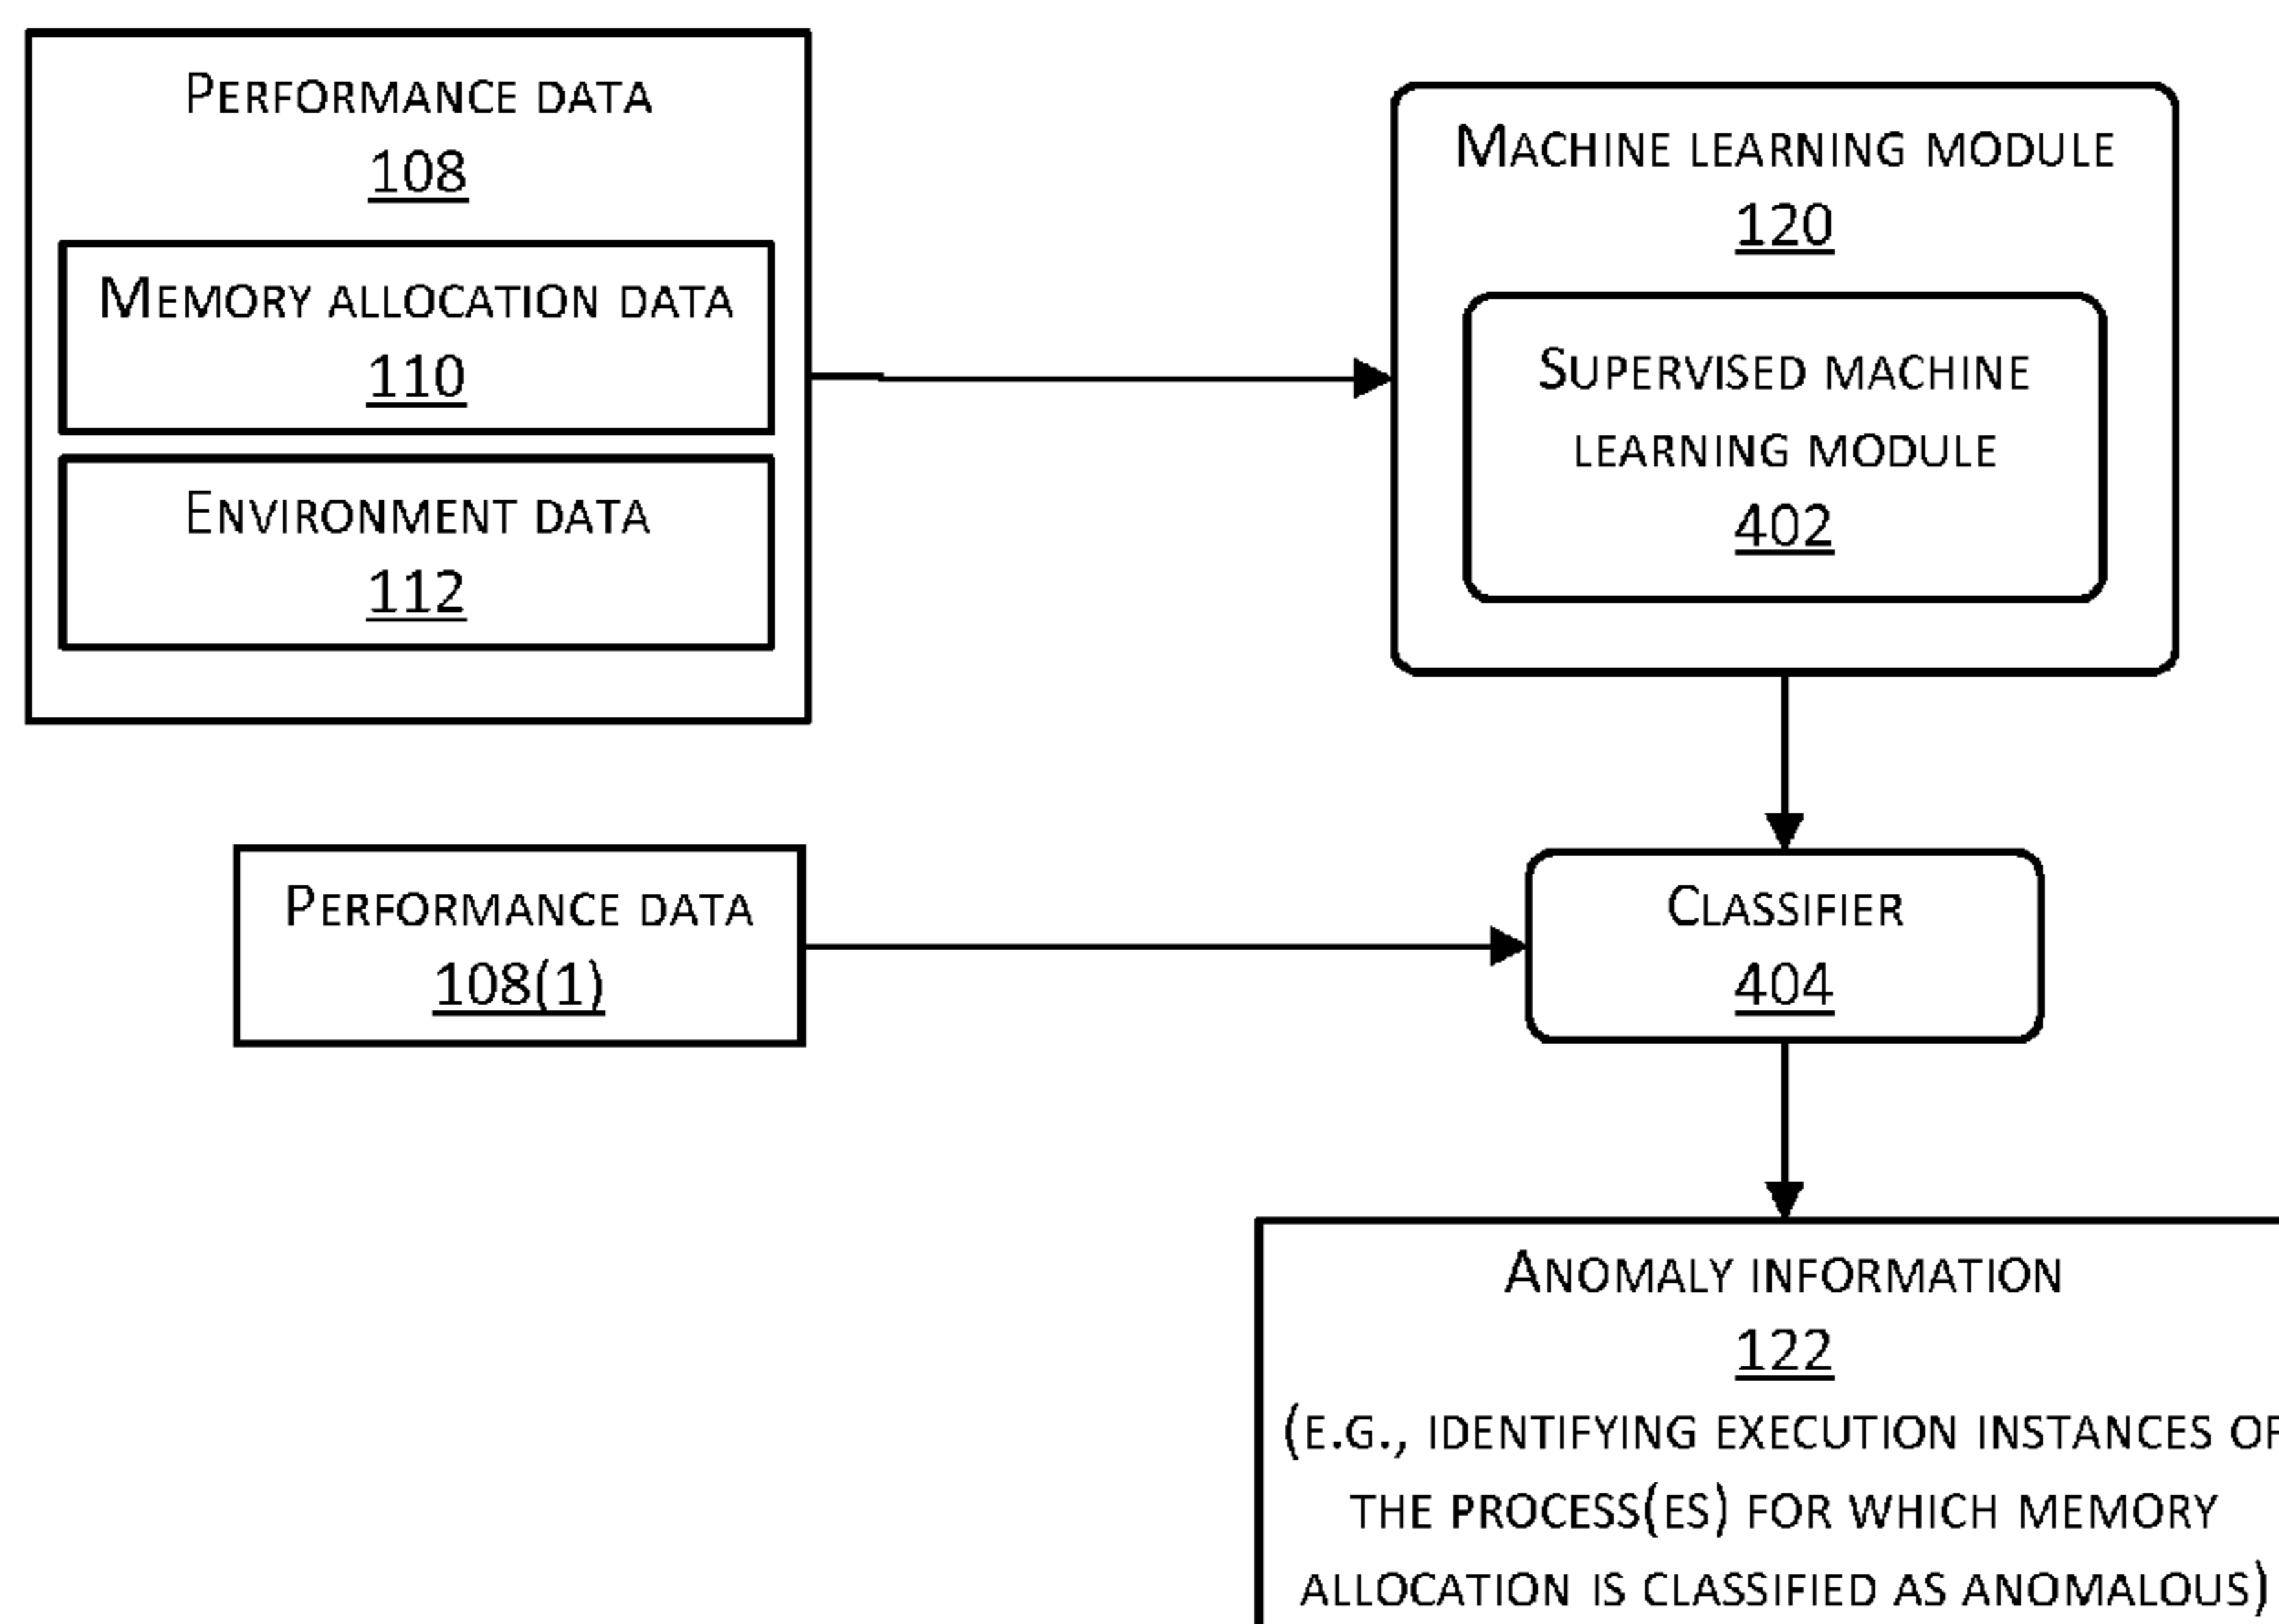 Performance data
108
Memory allocation data
110
Environment data
112
Machine learning module
120
Supervised machine
learning module
402
Performance data
108(1)
Classifier
404
Anomaly information
122
(e.g., identifying execution instances of
the process(es) for which memory
allocation is classified as anomalous)